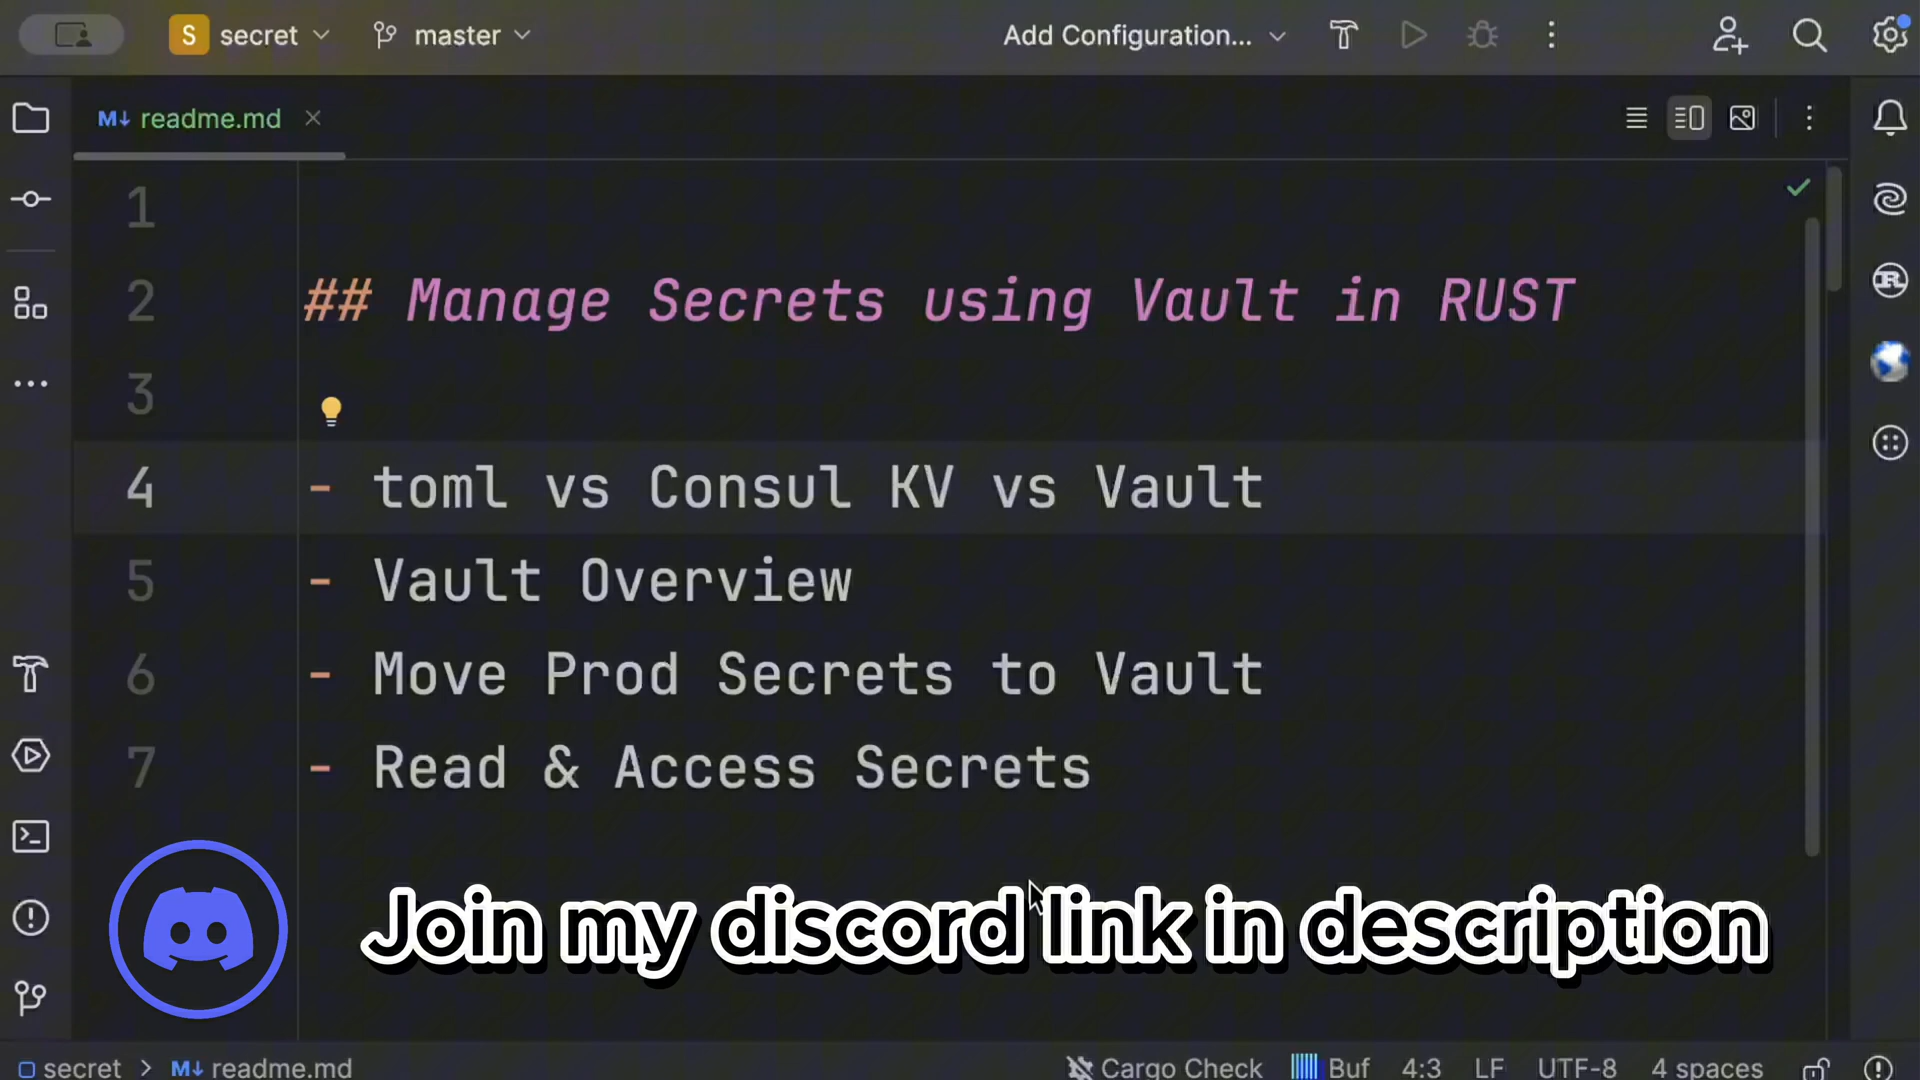 S secret master Add Configuration...
M↓ readme.md
1
2 ## Manage Secrets using Vault in RUST
3
4 - toml vs Consul KV vs Vault
5 - Vault Overview
6 - Move Prod Secrets to Vault
7 - Read & Access Secrets
Join my discord link in description
secret > M↓ readme.md Cargo Check Buf 4:3 LF UTF-8 4 spaces